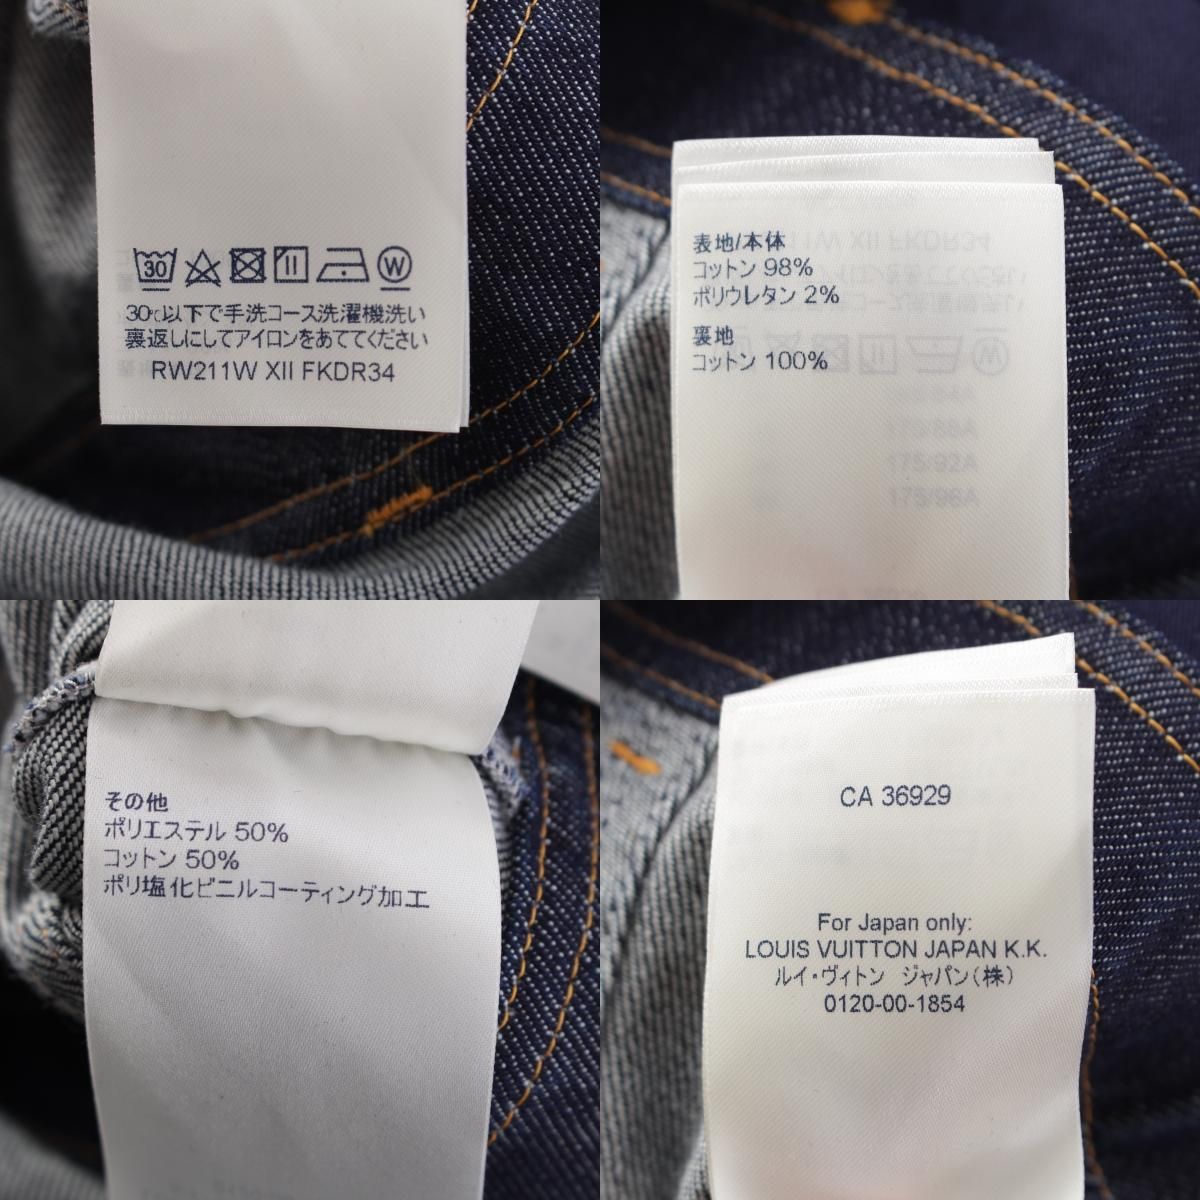 30
W
30℃以下で手洗コース洗濯機洗い
裏返しにしてアイロンをあててください
RW211W XII FKDR34
表地/本体
コットン 98%
ポリウレタン 2%
裏地
コットン 100%
175/92A
175/96A
その他
ポリエステル 50%
コットン 50%
ポリ塩化ビニルコーティング加工
CA 36929
For Japan only:
LOUIS VUITTON JAPAN K.K.
ルイ・ヴィトン ジャパン(株)
0120-00-1854